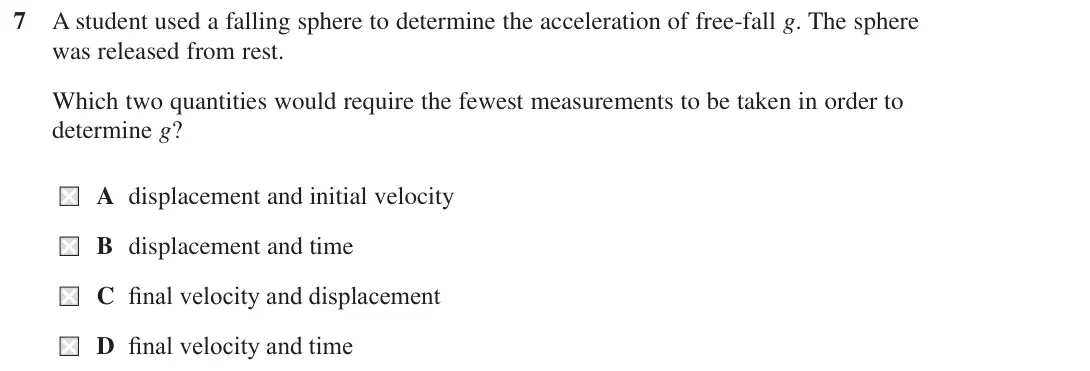 7 A student used a falling sphere to determine the acceleration of free-fall g. The sphere
was released from rest.
Which two quantities would require the fewest measurements to be taken in order to
determine g?
A displacement and initial velocity
B displacement and time
C final velocity and displacement
D final velocity and time